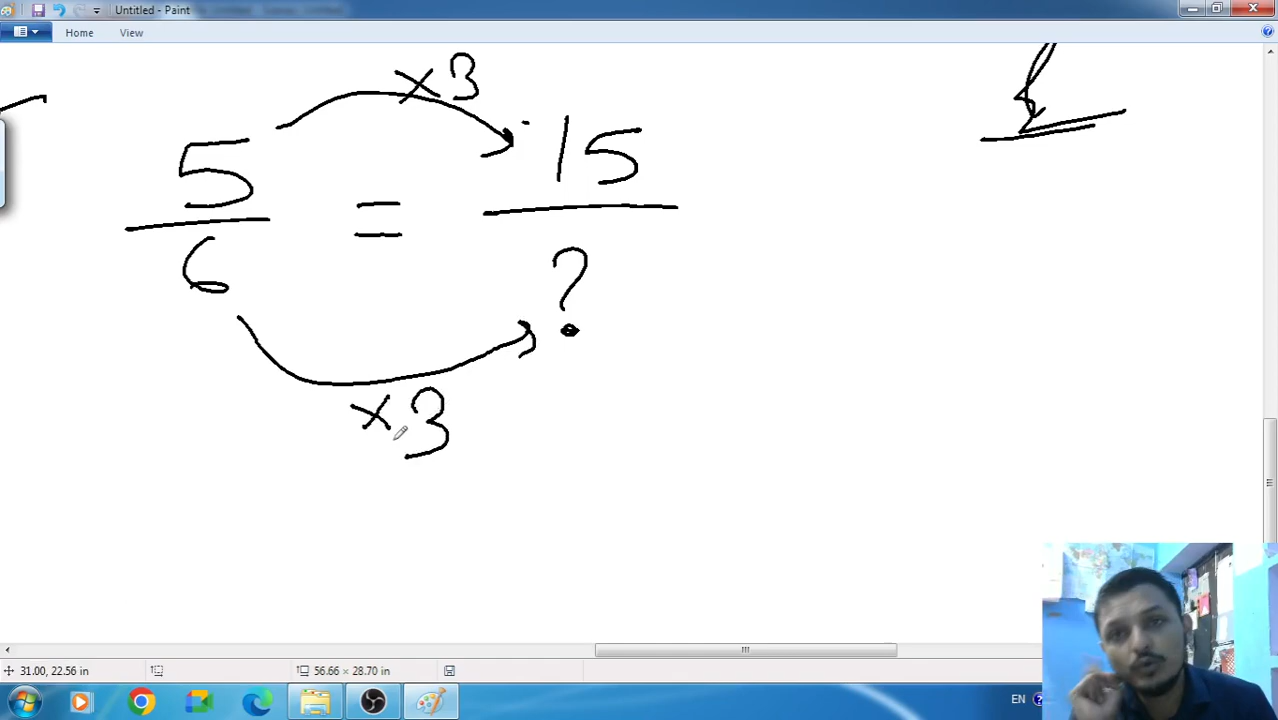 Untitled - Paint
Home View
×3
5 = 15
6 ?
×3
31.00, 22.56 in
56.66 × 28.70 in
EN